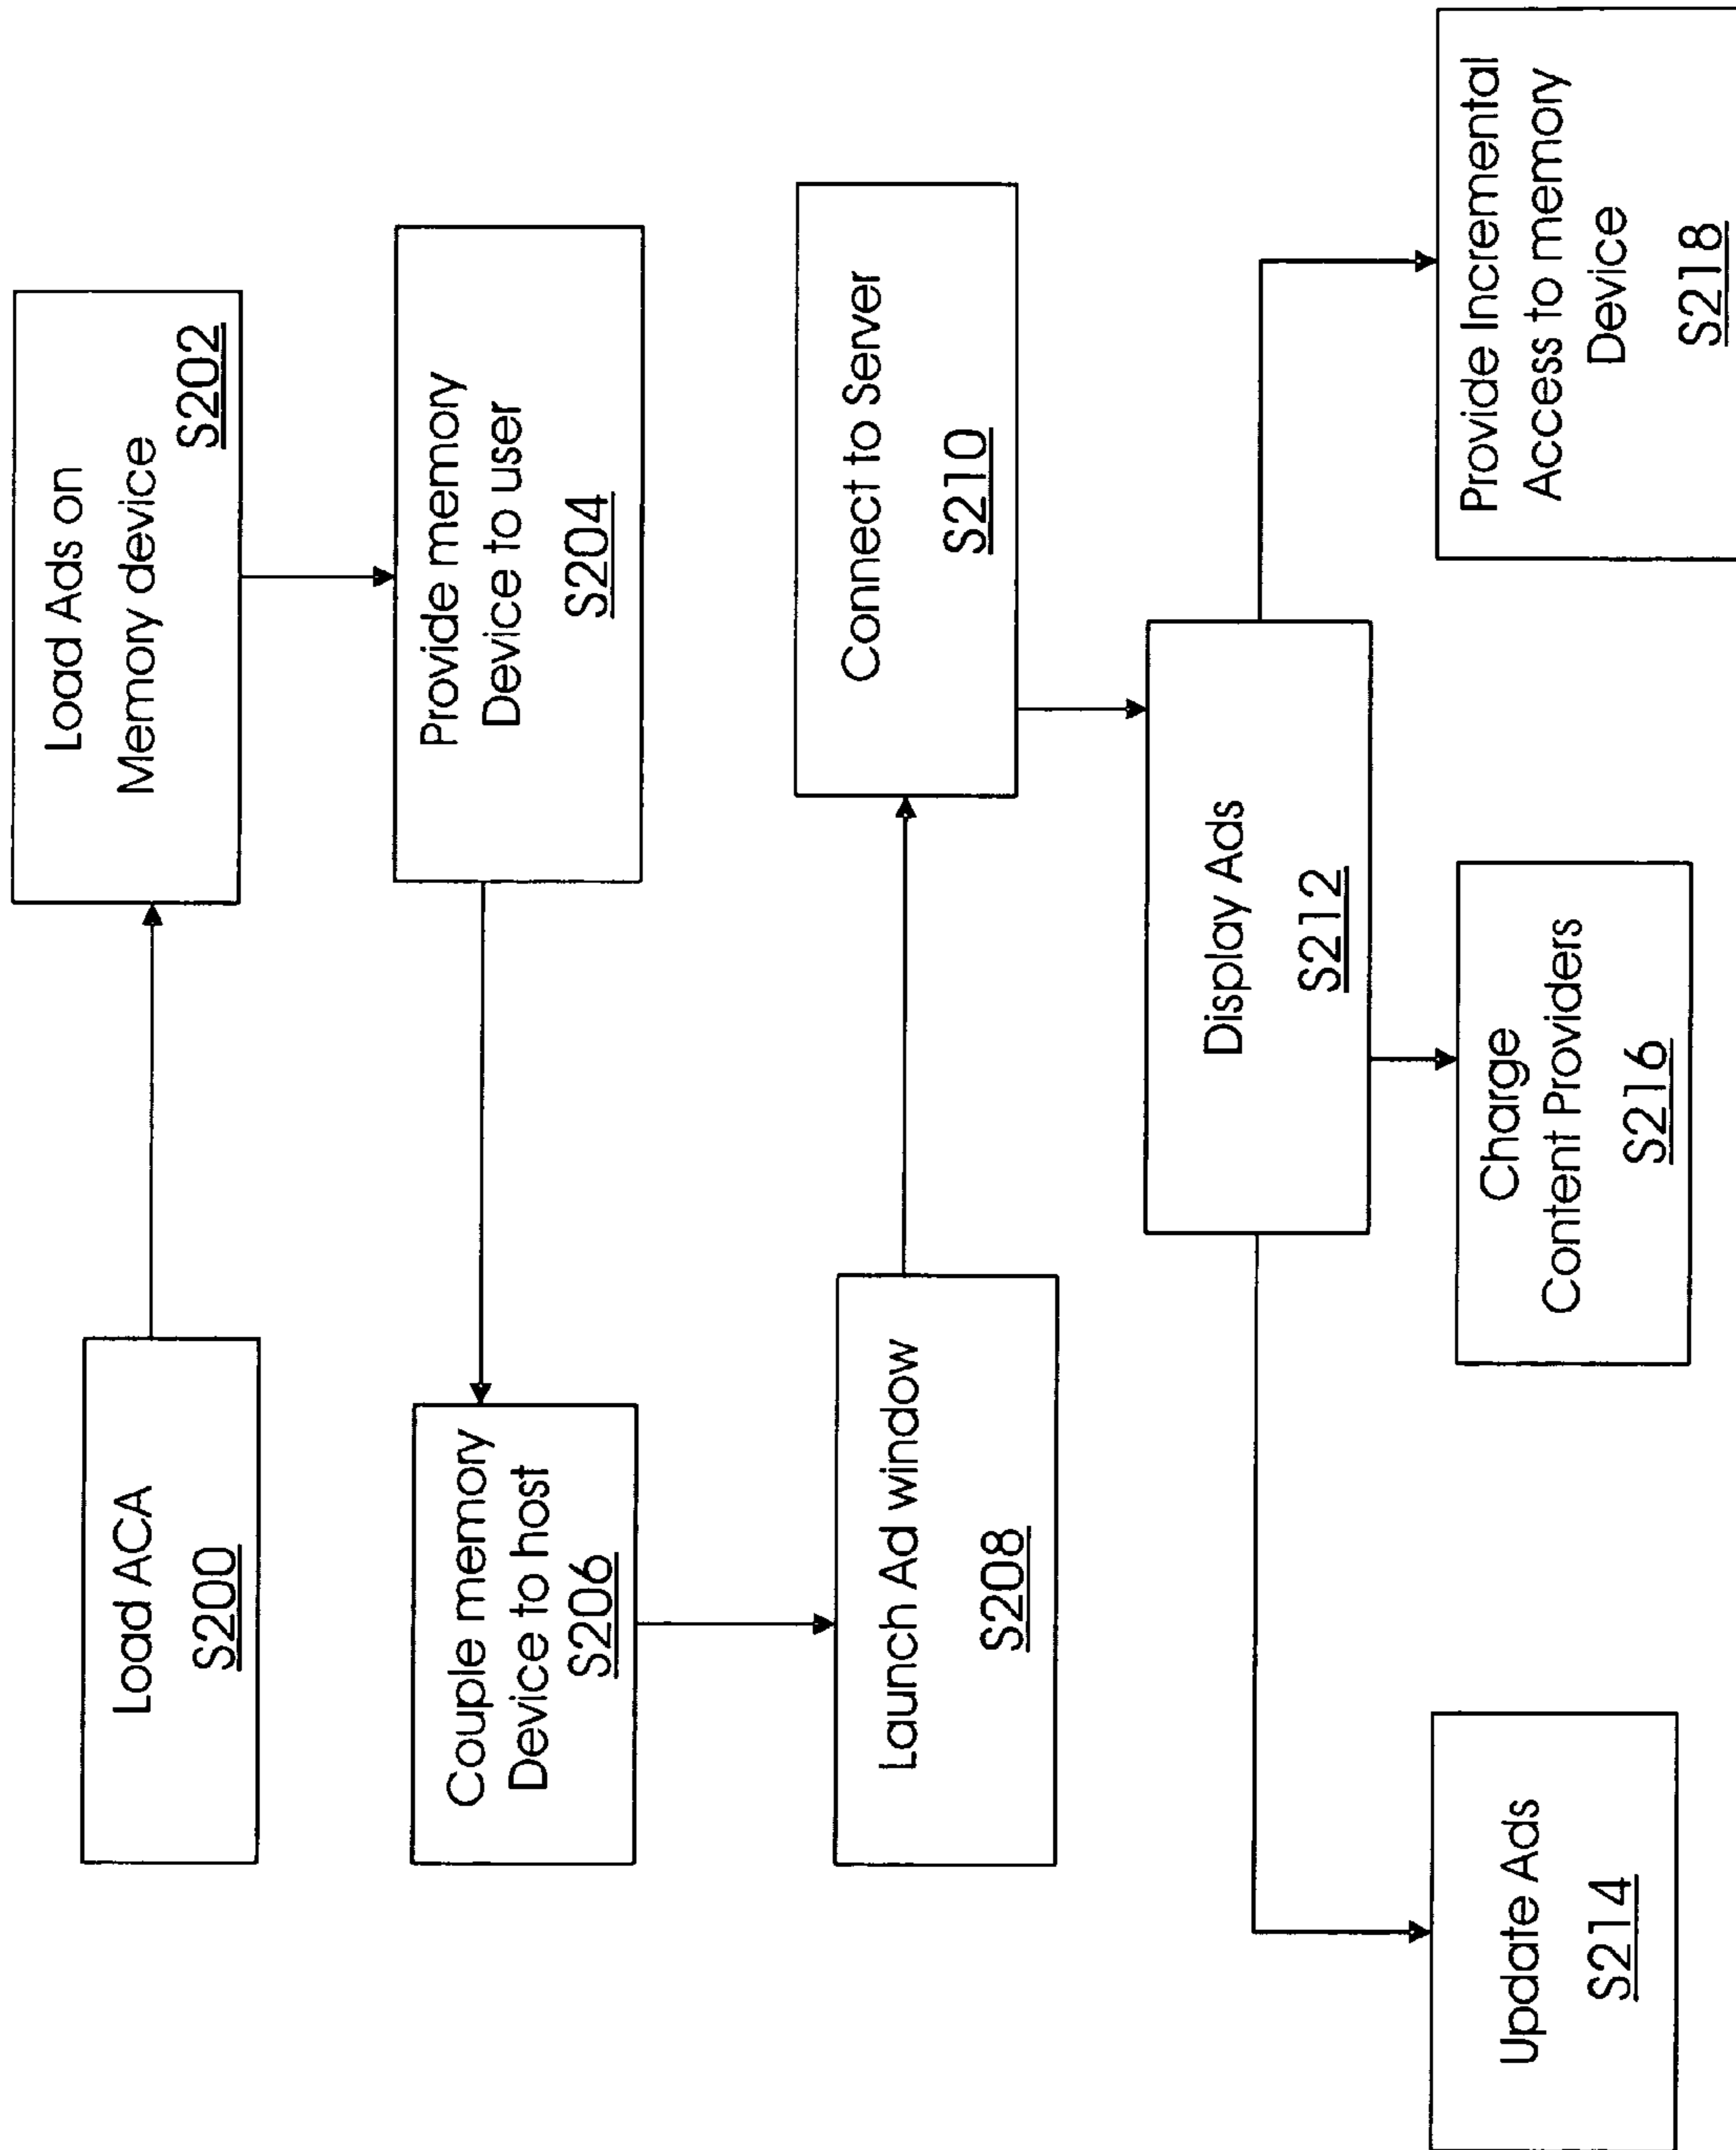 Load ACA
S200
Load Ads on
Memory device
S202
Provide memory
Device to user
S204
Couple memory
Device to host
S206
Launch Ad window
S208
Connect to Server
S210
Display Ads
S212
Update Ads
S214
Charge
Content Providers
S216
Provide Incremental
Access to memory
Device
S218